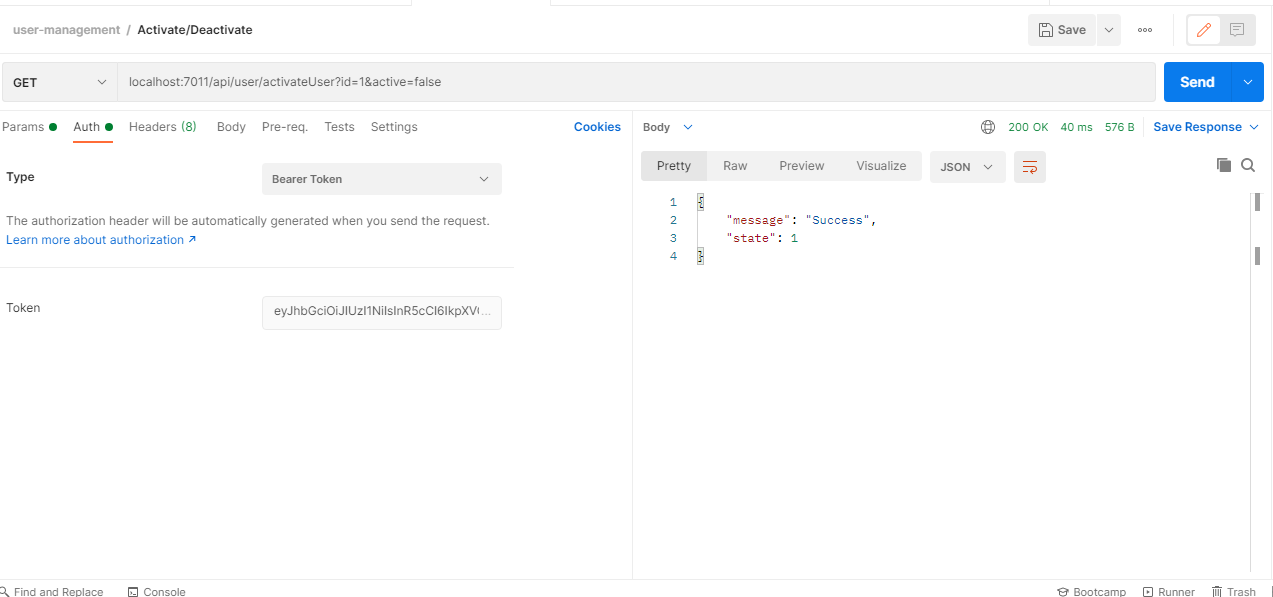 user-management / Activate/Deactivate
Save
GET
localhost:7011/api/user/activateUser?id=1&active=false
Send
Params
Auth
Headers (8)
Body
Pre-req.
Tests
Settings
Cookies
Type
Bearer Token
The authorization header will be automatically generated when you send the request.
Learn more about authorization ↗
Token
eyJhbGciOiJIUzI1NiIsInR5cCI6IkpXV...
Body
200 OK
40 ms
576 B
Save Response
Pretty
Raw
Preview
Visualize
JSON
1 {
2 "message": "Success",
3 "state": 1
4 }
Find and Replace
Console
Bootcamp
Runner
Trash